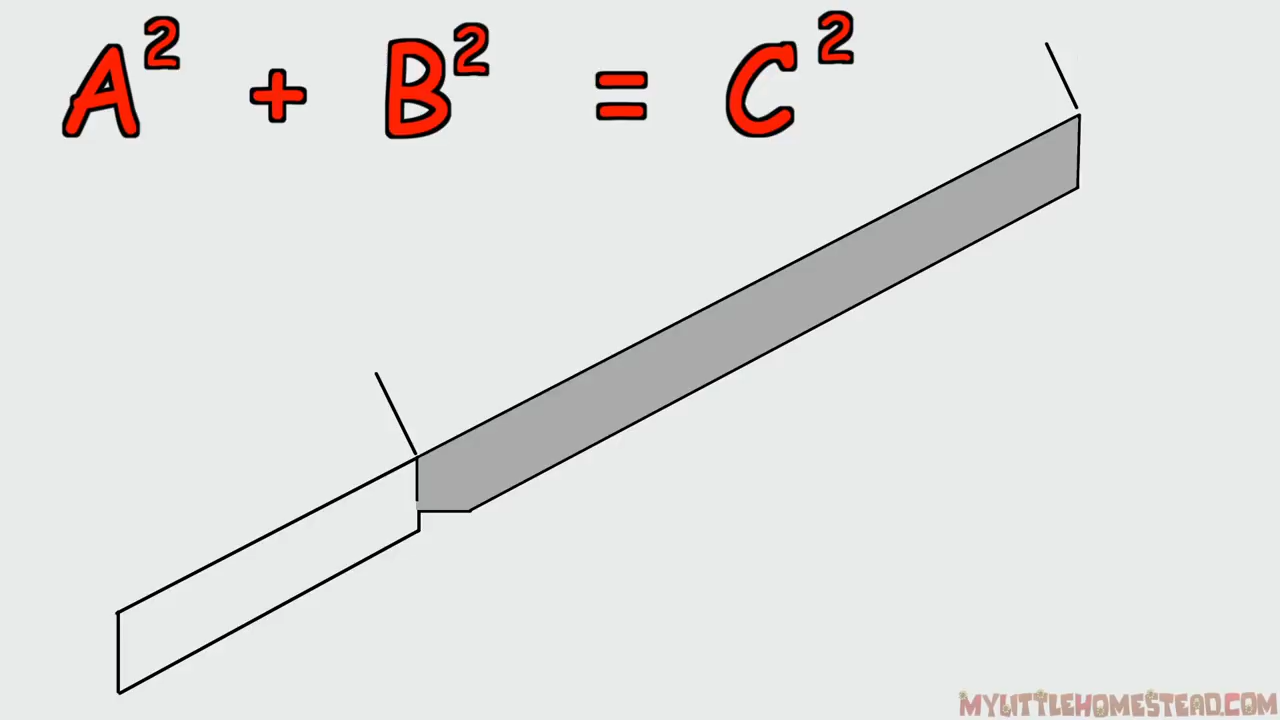 A² + B² = C²
MYLITTLEHOMESTEAD.COM